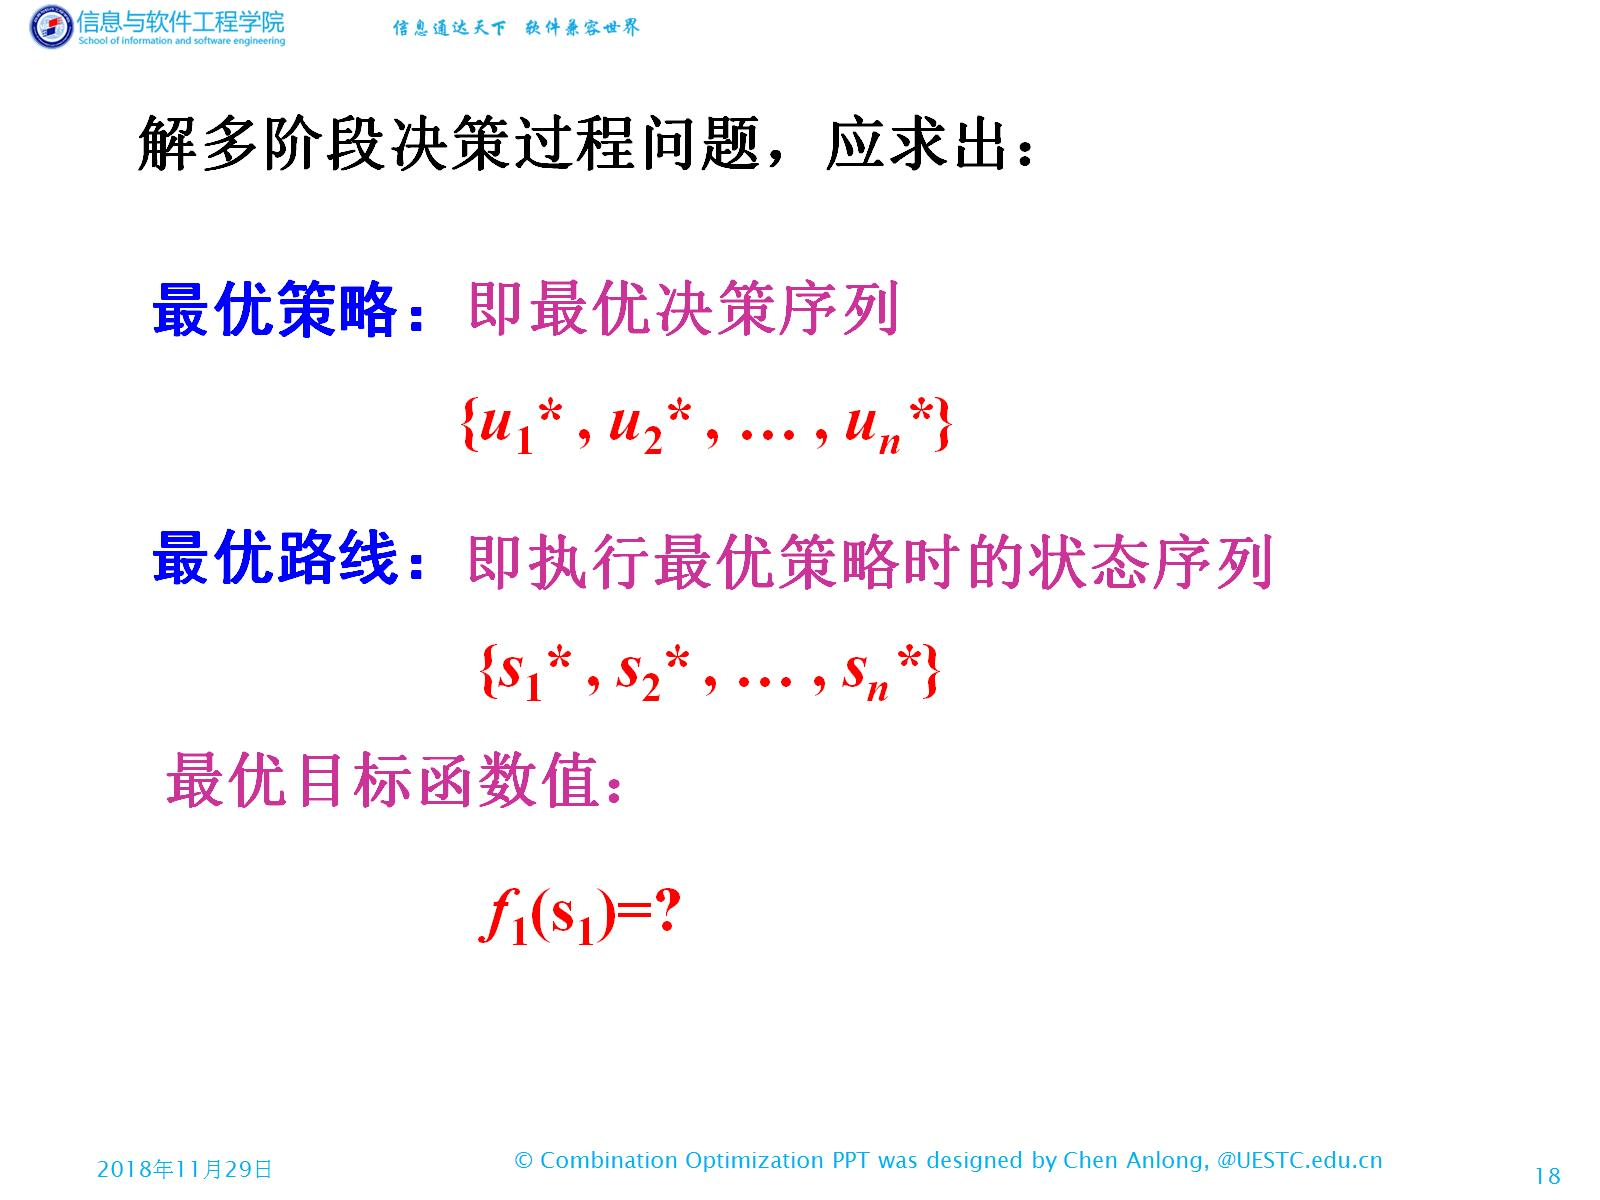 信息与软件工程学院
School of information and software engineering
信息通达天下 软件兼容世界
解多阶段决策过程问题，应求出：
最优策略：即最优决策序列
{u1* , u2* , … , un*}
最优路线：即执行最优策略时的状态序列
{s1* , s2* , … , sn*}
最优目标函数值：
f1(s1)=?
2018年11月29日
© Combination Optimization PPT was designed by Chen Anlong, @UESTC.edu.cn
18